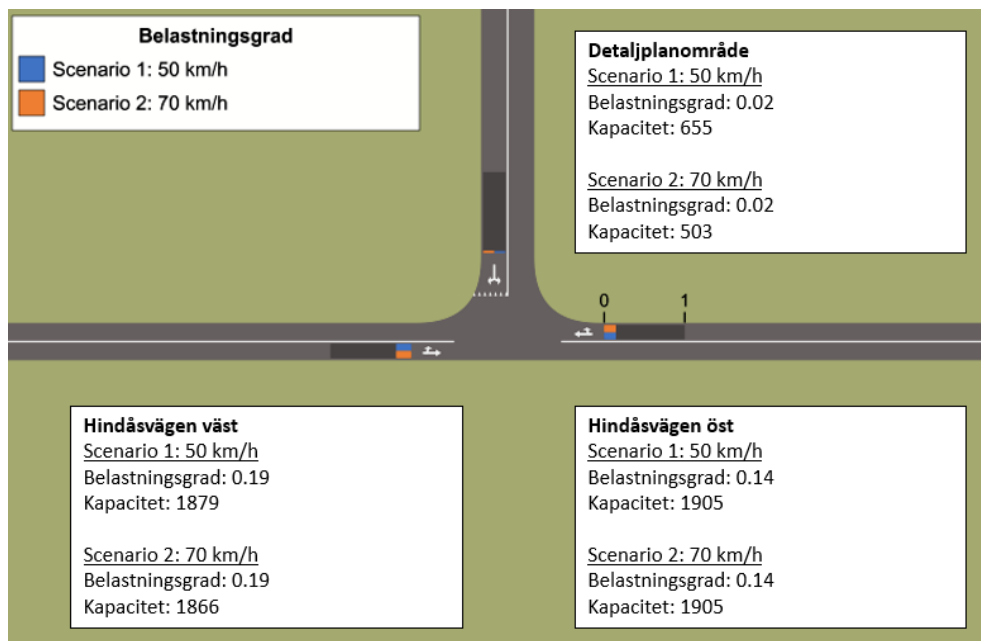 Belastningsgrad
Scenario 1: 50 km/h
Scenario 2: 70 km/h
Detaljplanområde
Scenario 1: 50 km/h
Belastningsgrad: 0.02
Kapacitet: 655
Scenario 2: 70 km/h
Belastningsgrad: 0.02
Kapacitet: 503
0 1
Hindåsvägen väst
Scenario 1: 50 km/h
Belastningsgrad: 0.19
Kapacitet: 1879
Scenario 2: 70 km/h
Belastningsgrad: 0.19
Kapacitet: 1866
Hindåsvägen öst
Scenario 1: 50 km/h
Belastningsgrad: 0.14
Kapacitet: 1905
Scenario 2: 70 km/h
Belastningsgrad: 0.14
Kapacitet: 1905